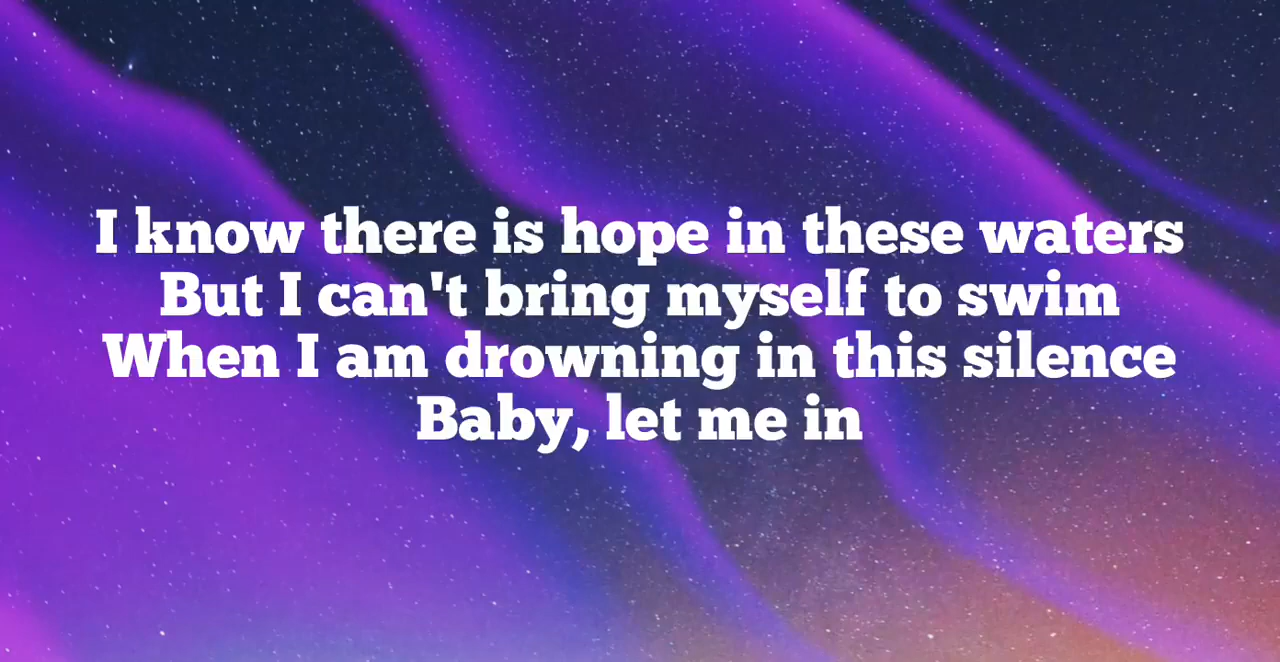 I know there is hope in these waters
But I can't bring myself to swim
When I am drowning in this silence
Baby, let me in